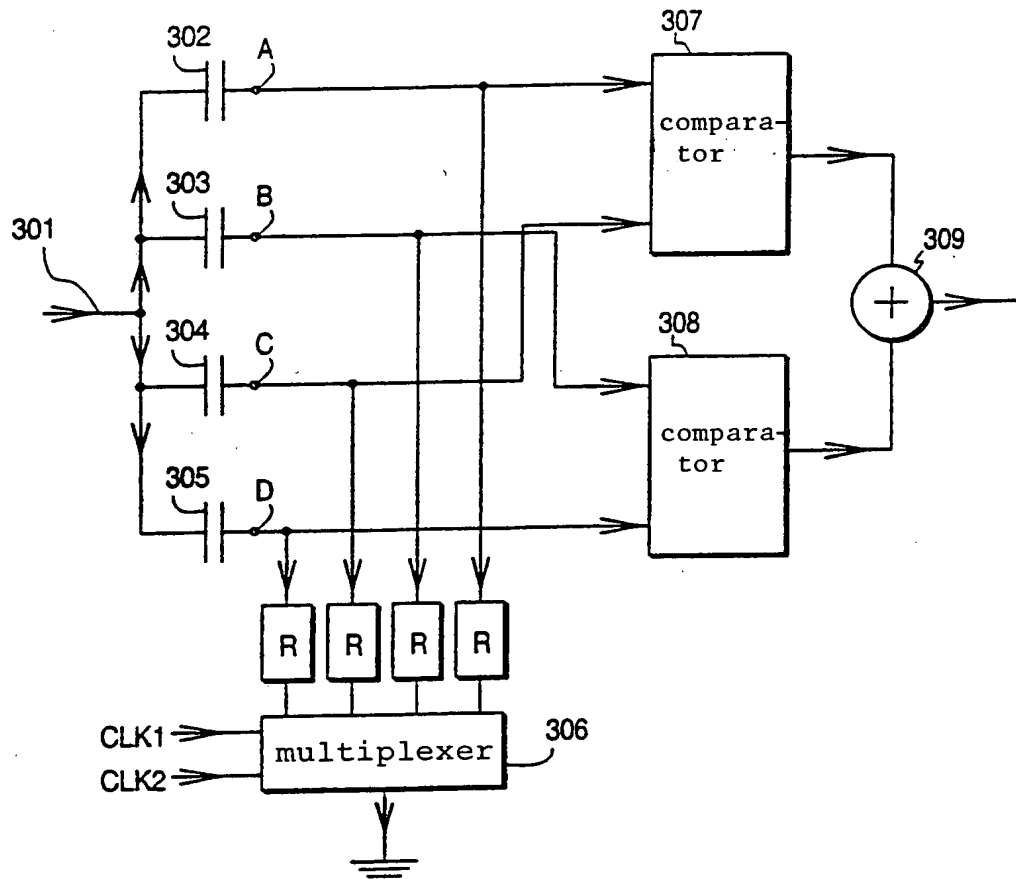 307
302
A
compara-
tor
303
B
301
309
+
304
C
308
compara-
tor
305
D
R
R
R
R
CLK1
multiplexer
306
CLK2